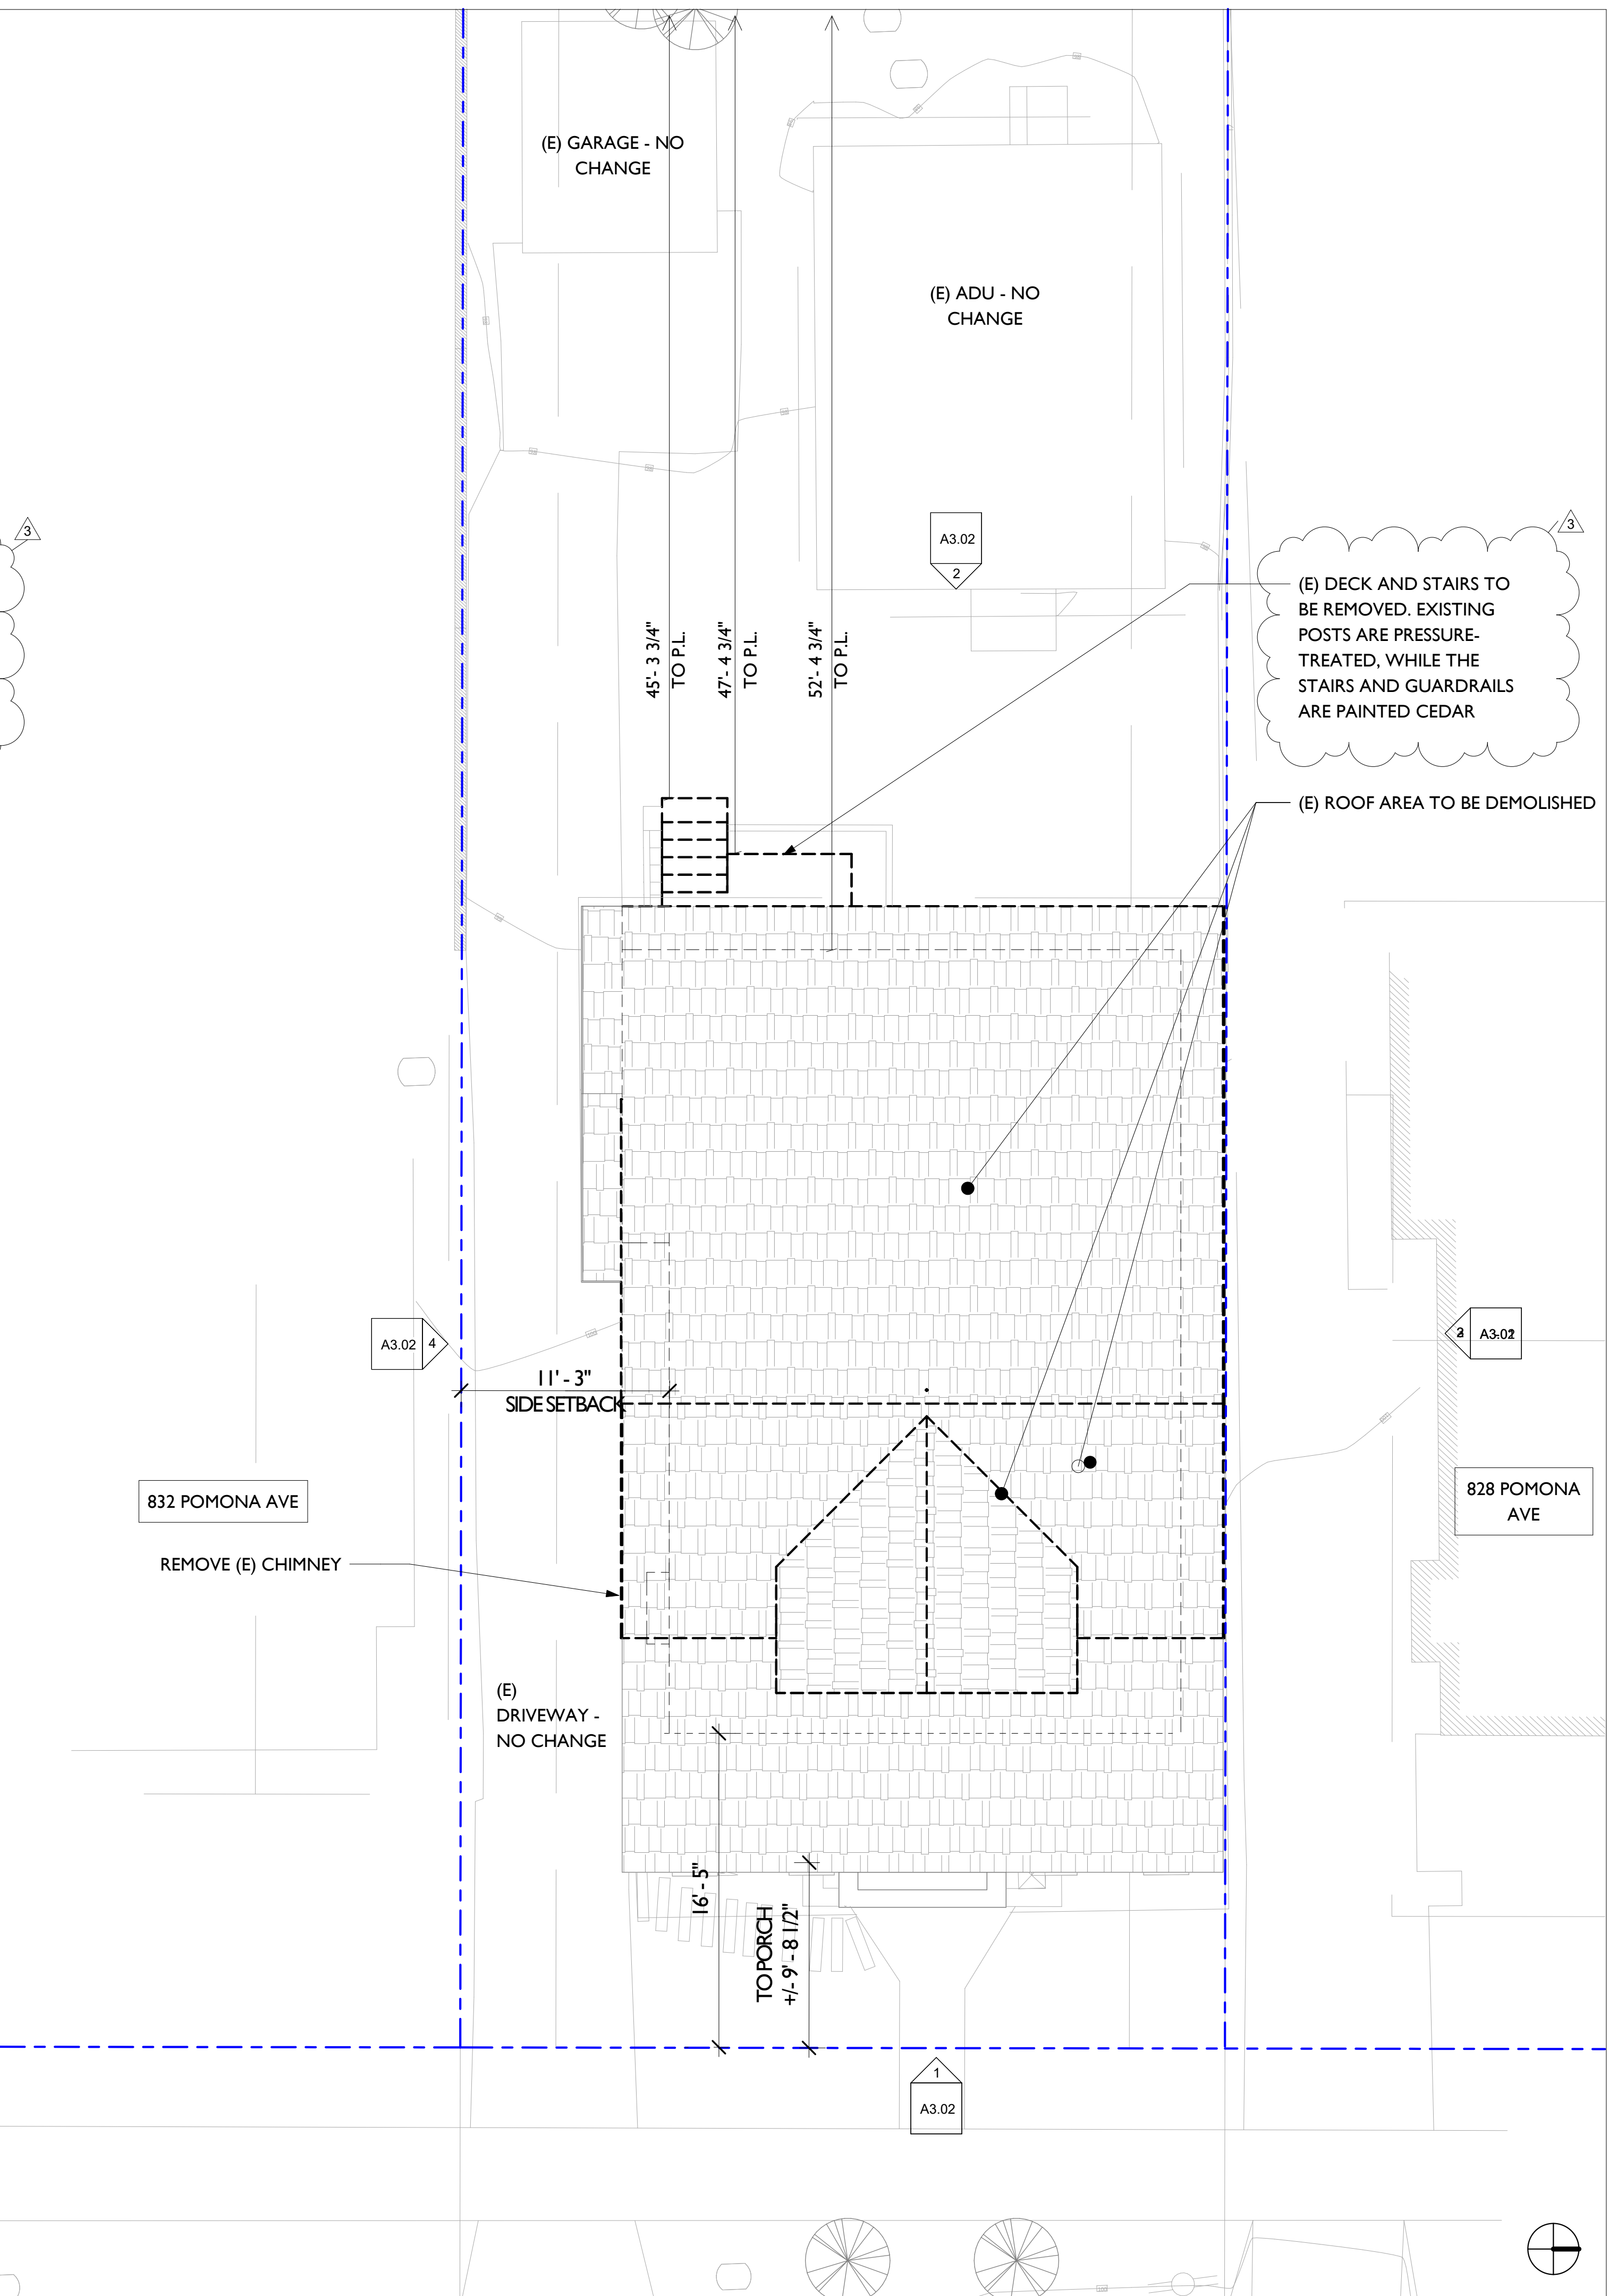 (E) GARAGE - NO
CHANGE
(E) ADU - NO
CHANGE
3
3
A3.02
2
(E) DECK AND STAIRS TO
BE REMOVED. EXISTING
POSTS ARE PRESSURE-
TREATED, WHILE THE
STAIRS AND GUARDRAILS
ARE PAINTED CEDAR
45'- 3 3/4"
TO P.L.
47'- 4 3/4"
TO P.L.
52'- 4 3/4"
TO P.L.
(E) ROOF AREA TO BE DEMOLISHED
A3.02
4
11' - 3"
SIDE SETBACK
832 POMONA AVE
828 POMONA
AVE
REMOVE (E) CHIMNEY
(E)
DRIVEWAY -
NO CHANGE
16' - 5"
TO PORCH
+/- 9' - 8 1/2"
1
A3.02